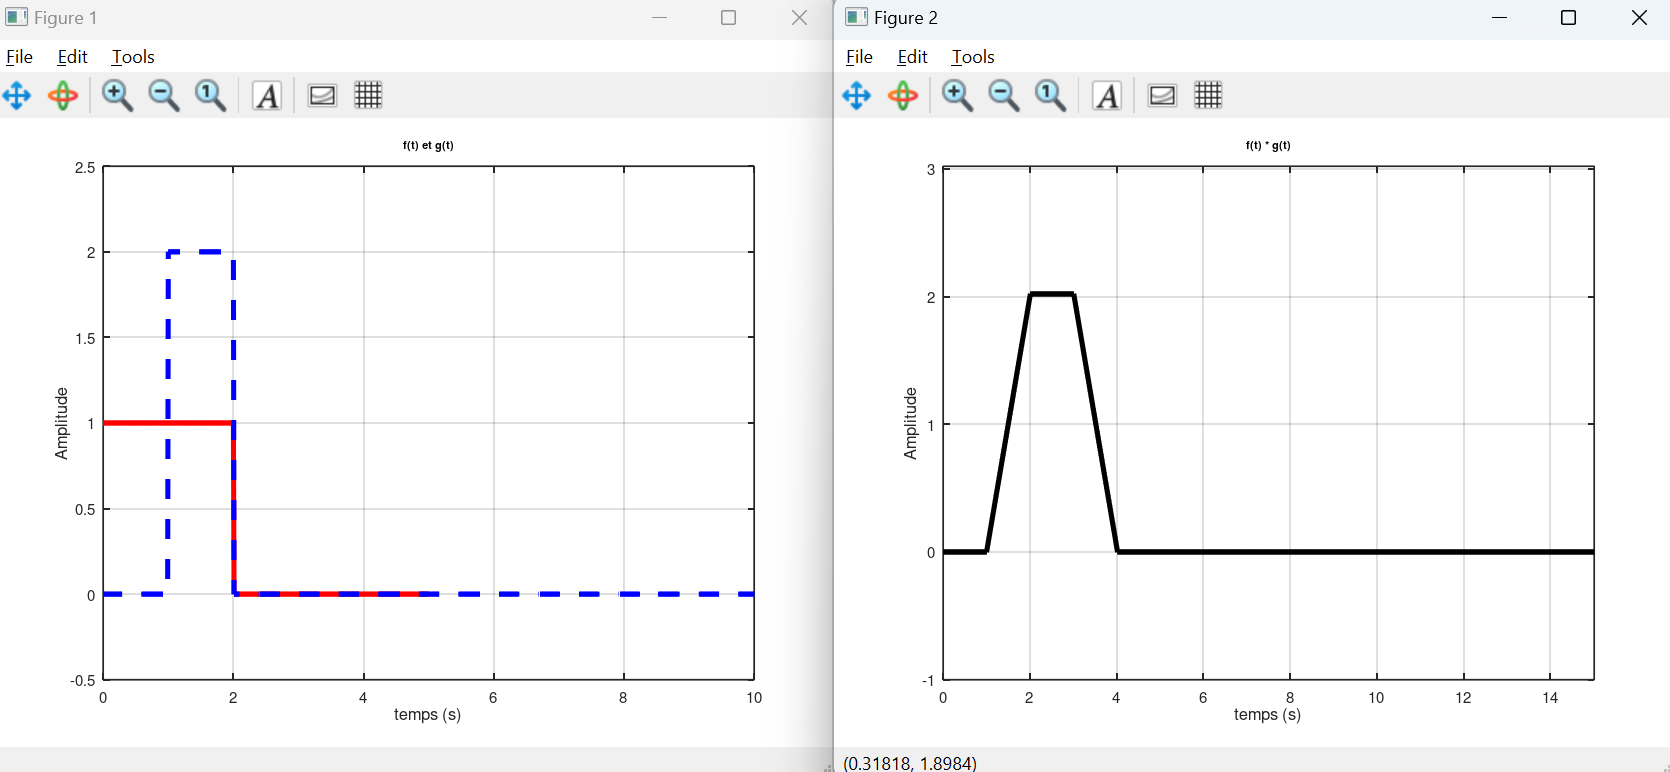 Figure 1
File Edit Tools
f(t) et g(t)
2.5
2
1.5
1
0.5
0
-0.5
Amplitude
0 2 4 6 8 10
temps (s)
Figure 2
File Edit Tools
f(t) * g(t)
3
2
1
0
-1
Amplitude
0 2 4 6 8 10 12 14
temps (s)
(0.31818, 1.8984)